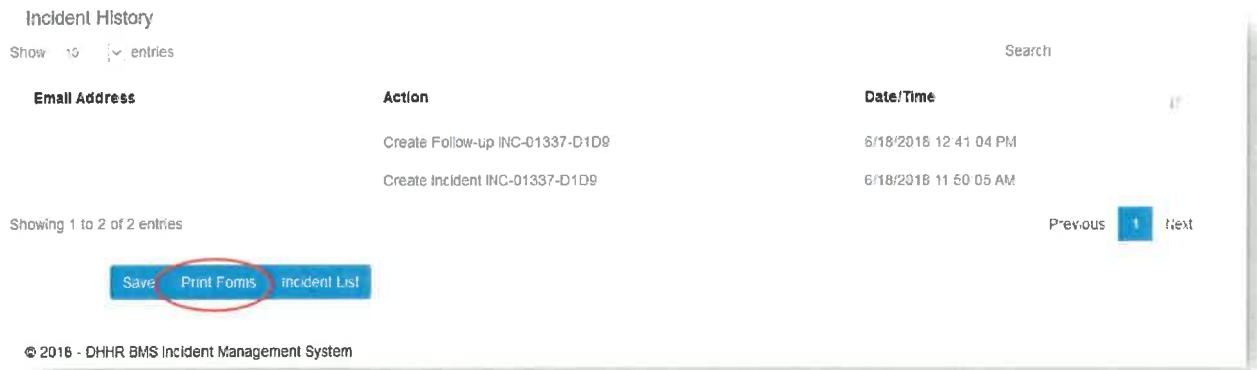 Incident History
Show 10 entries Search
Email Address Action Date/Time
Create Follow-up INC-01337-D1D9 6/18/2018 12 41 04 PM
Create Incident INC-01337-D1D9 6/18/2018 11 50 05 AM
Showing 1 to 2 of 2 entries Previous 1 Next
Save Print Forms Incident List
© 2016 - DHHR BMS Incident Management System